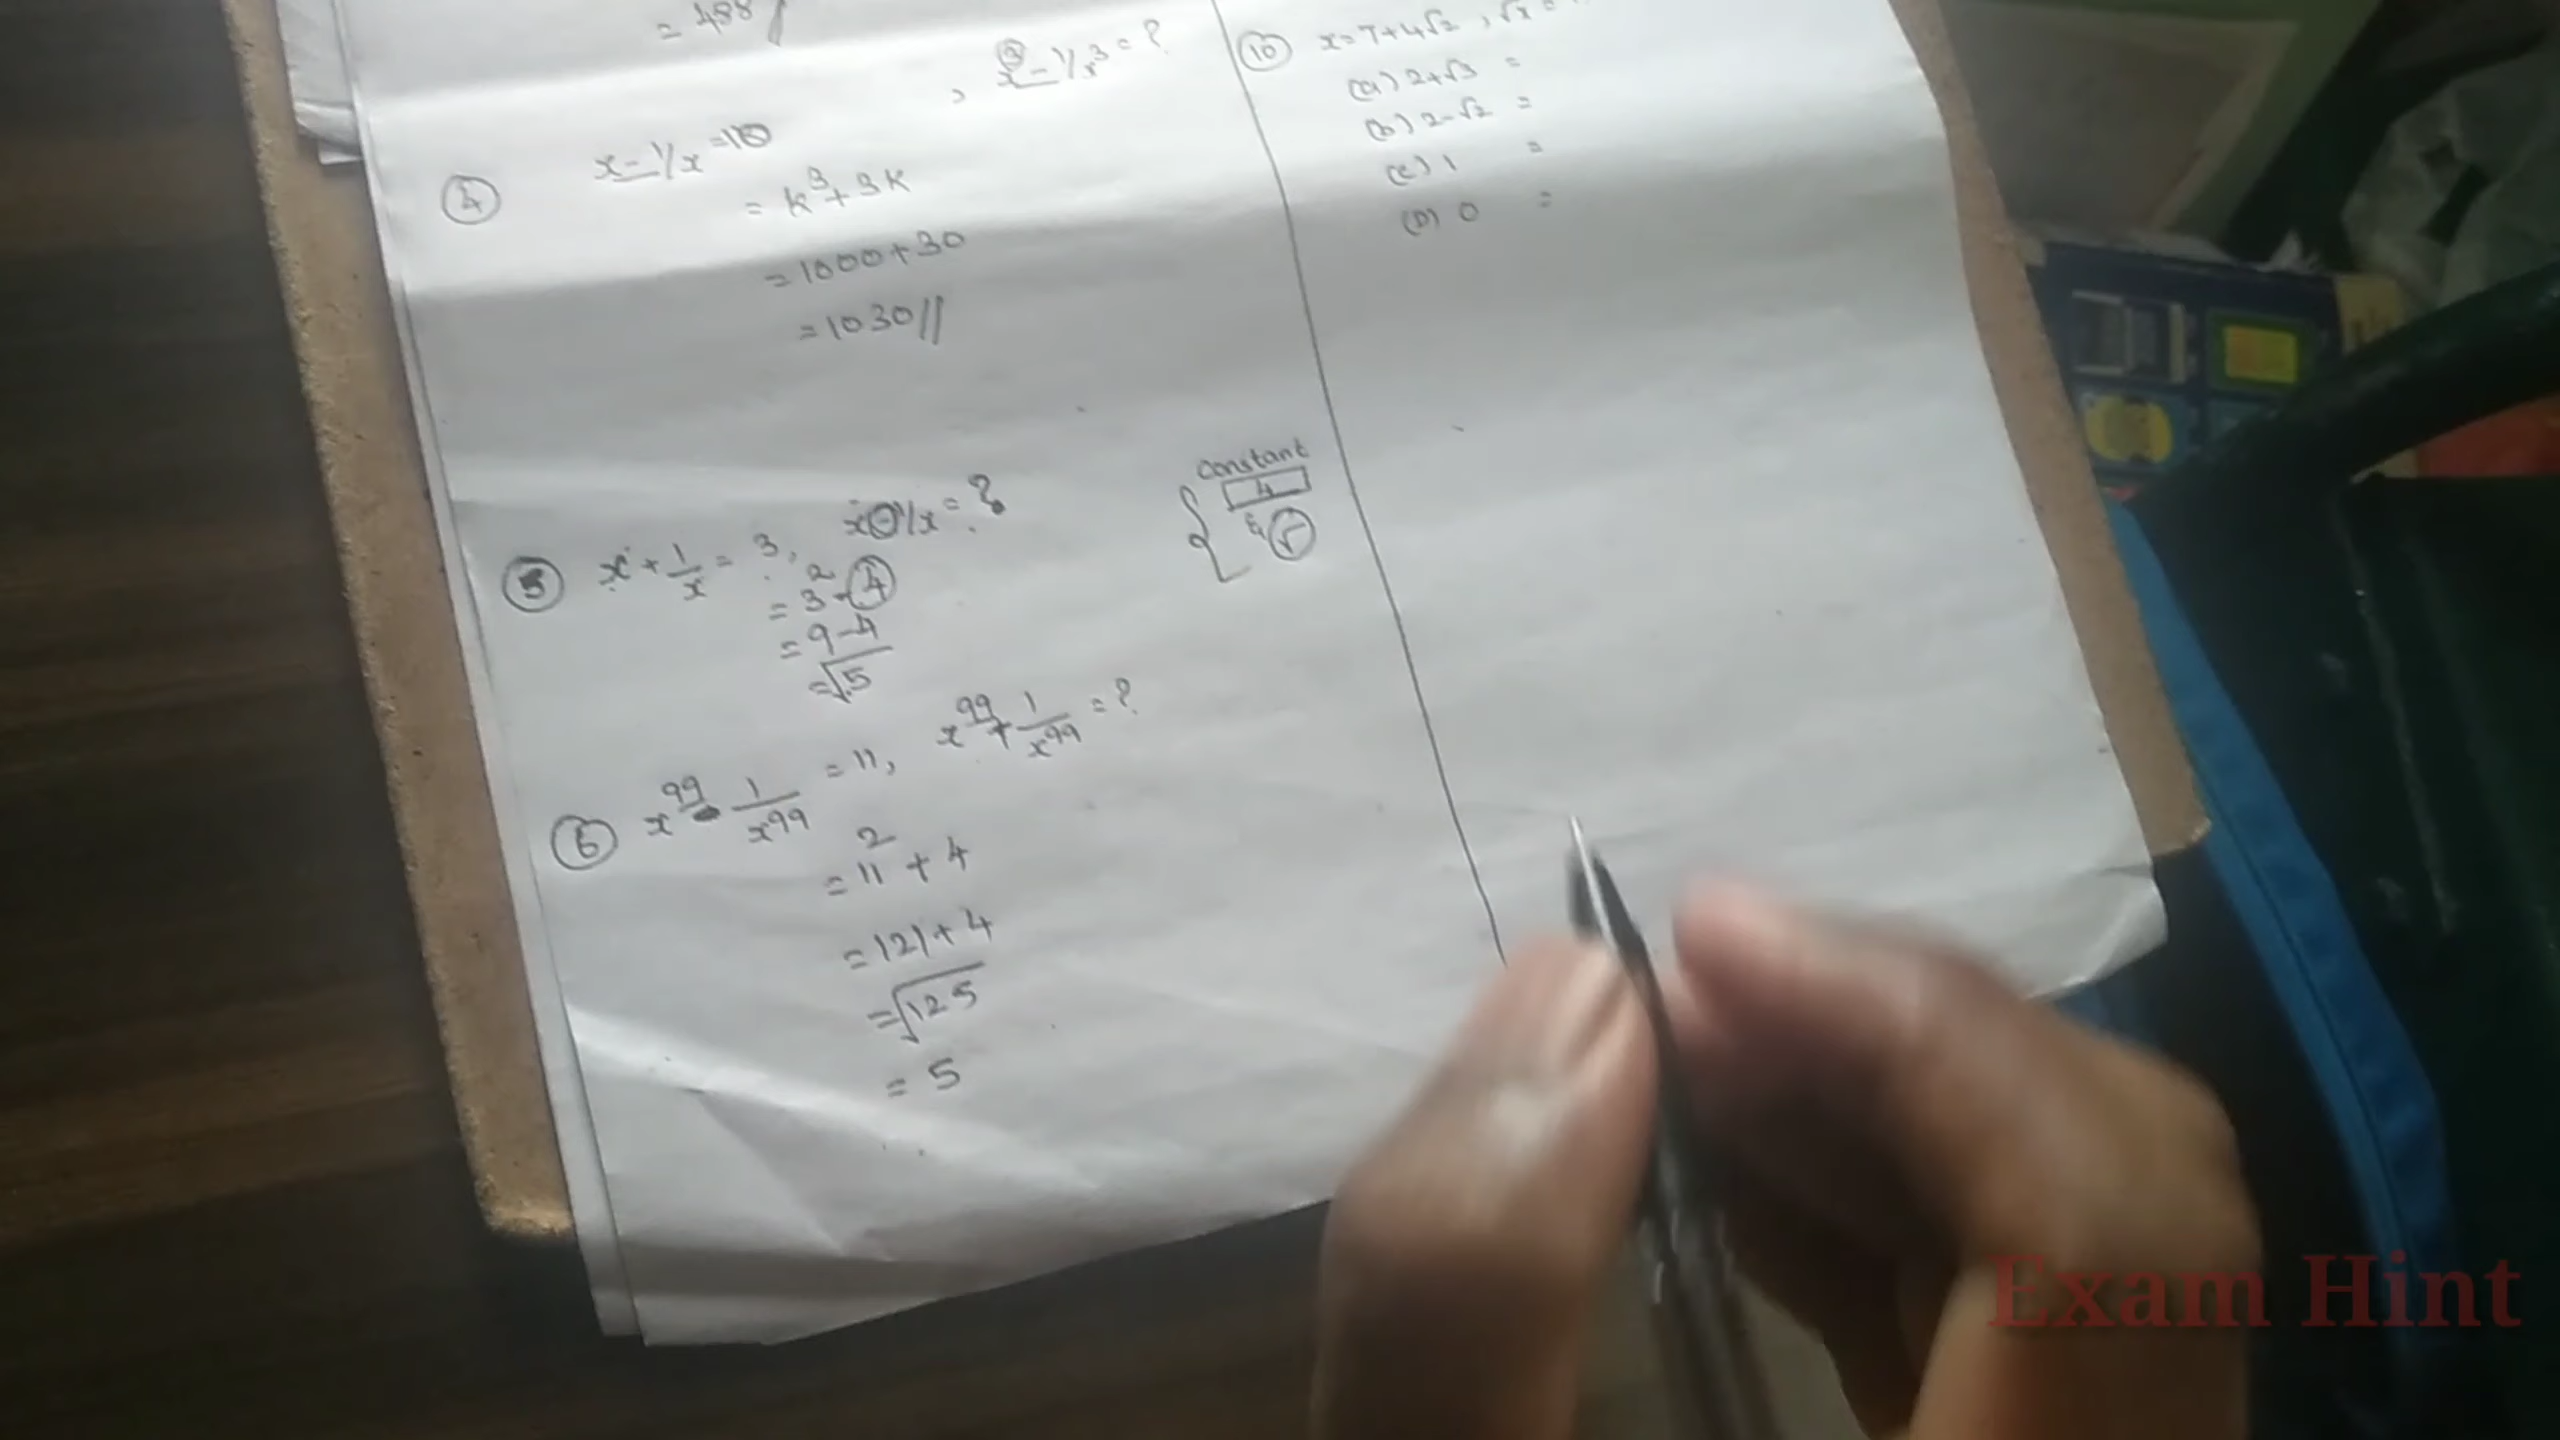 = 488//
④ x - 1/x = 10 , x³ - 1/x³ = ?
= k³ + 3k
= 1000 + 30
= 1030//
⑤ x + 1/x = 3, x - 1/x = ?
= 3² - 4
= 9 - 4
= √5
Constant
4
√
⑥ x⁹⁹ - 1/x⁹⁹ = 11, x⁹⁹ + 1/x⁹⁹ = ?
= 11² + 4
= 121 + 4
= √125
= 5
⑩ x = 7 + 4√2 , √x =
(a) 2+√3 =
(b) 2-√2 =
(c) 1 =
(D) 0 =
Exam Hint